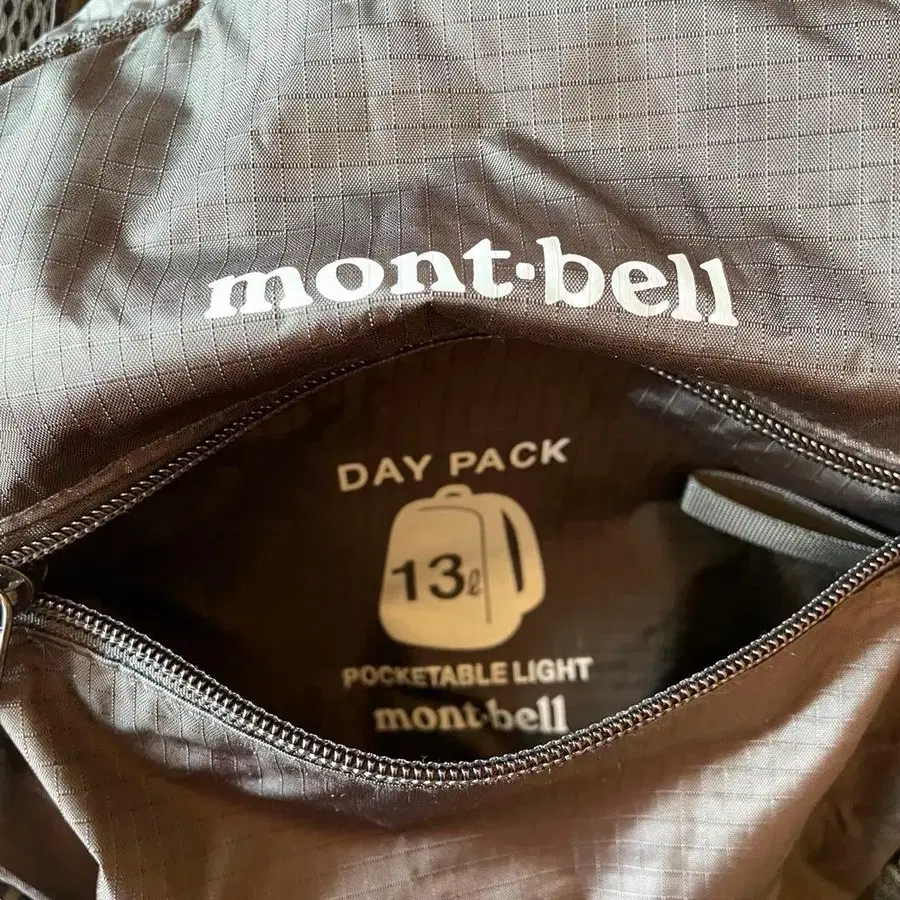 mont·bell
DAY PACK
13ℓ
POCKETABLE LIGHT
mont·bell